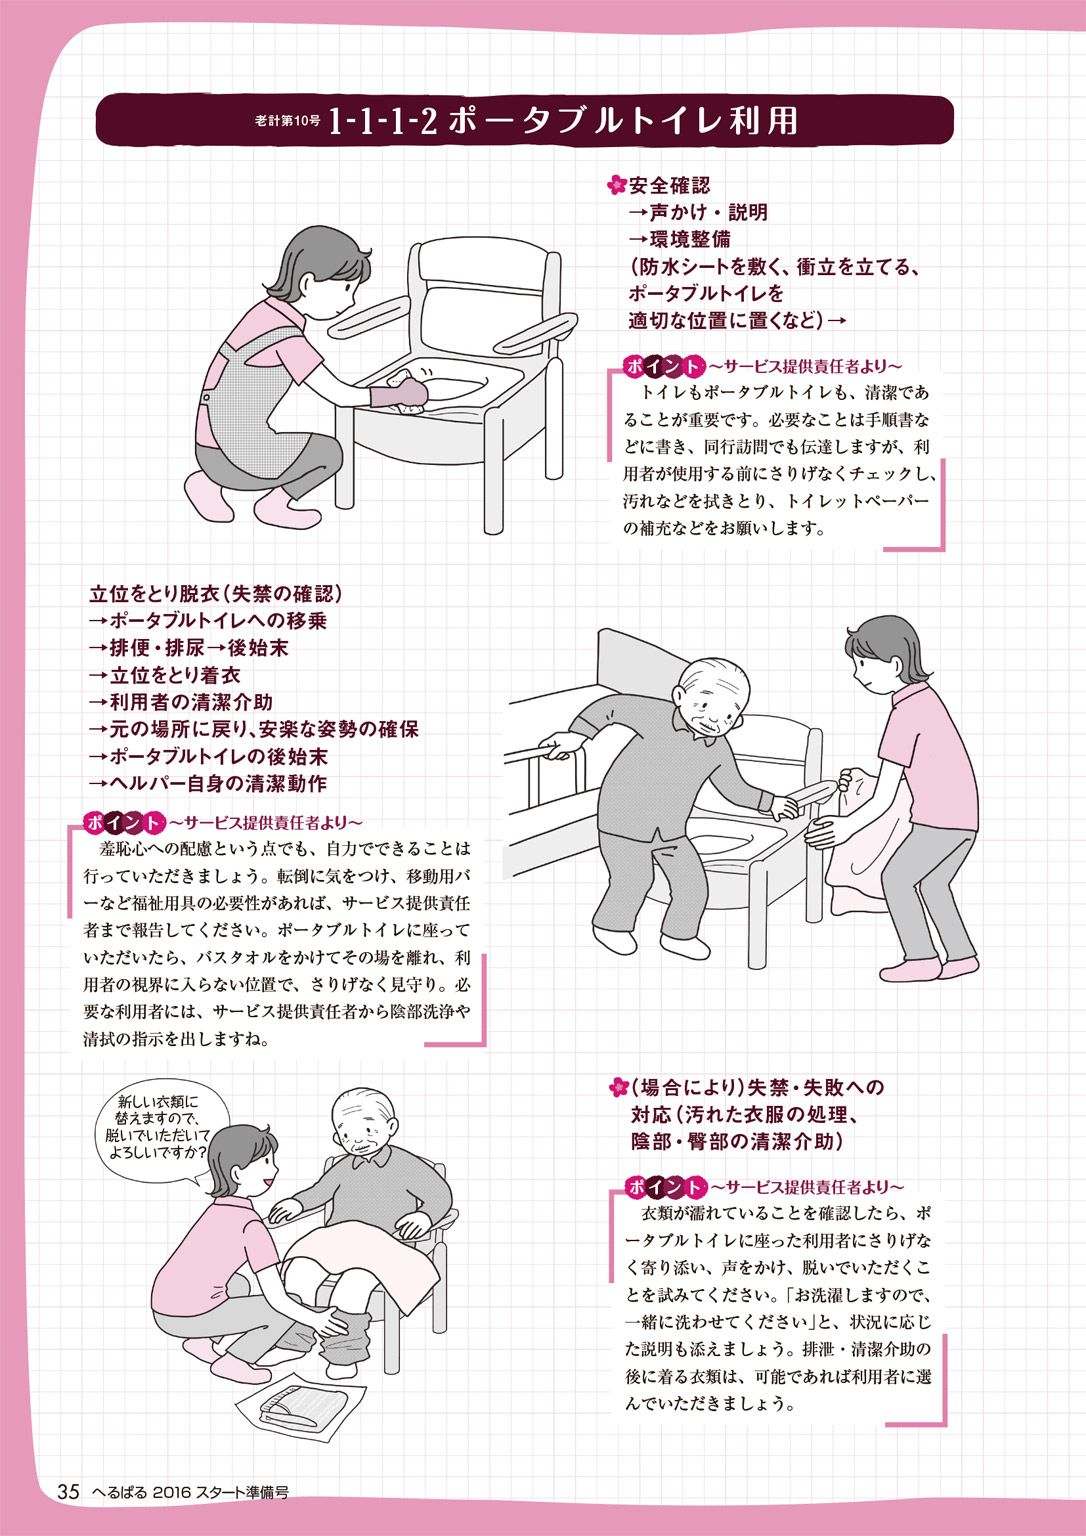 老計第10号 1-1-1-2 ポータブルトイレ利用
安全確認
→声かけ・説明
→環境整備
（防水シートを敷く、衝立を立てる、
ポータブルトイレを
適切な位置に置くなど）→
ポイント ～サービス提供責任者より～
トイレもポータブルトイレも、清潔であ
ることが重要です。必要なことは手順書な
どに書き、同行訪問でも伝達しますが、利
用者が使用する前にさりげなくチェックし、
汚れなどを拭きとり、トイレットペーパー
の補充などをお願いします。
立位をとり脱衣（失禁の確認）
→ポータブルトイレへの移乗
→排便・排尿→後始末
→立位をとり着衣
→利用者の清潔介助
→元の場所に戻り、安楽な姿勢の確保
→ポータブルトイレの後始末
→ヘルパー自身の清潔動作
ポイント ～サービス提供責任者より～
羞恥心への配慮という点でも、自力でできることは
行っていただきましょう。転倒に気をつけ、移動用バ
ーなど福祉用具の必要性があれば、サービス提供責任
者まで報告してください。ポータブルトイレに座って
いただいたら、バスタオルをかけてその場を離れ、利
用者の視界に入らない位置で、さりげなく見守り。必
要な利用者には、サービス提供責任者から陰部洗浄や
清拭の指示を出しますね。
新しい衣類に
替えますので、
脱いでいただいて
よろしいですか?
（場合により）失禁・失敗への
対応（汚れた衣服の処理、
陰部・臀部の清潔介助）
ポイント ～サービス提供責任者より～
衣類が濡れていることを確認したら、ポ
ータブルトイレに座った利用者にさりげな
く寄り添い、声をかけ、脱いでいただくこ
とを試みてください。「お洗濯しますので、
一緒に洗わせてください」と、状況に応じ
た説明も添えましょう。排泄・清潔介助の
後に着る衣類は、可能であれば利用者に選
んでいただきましょう。
35 へるぱる 2016 スタート準備号